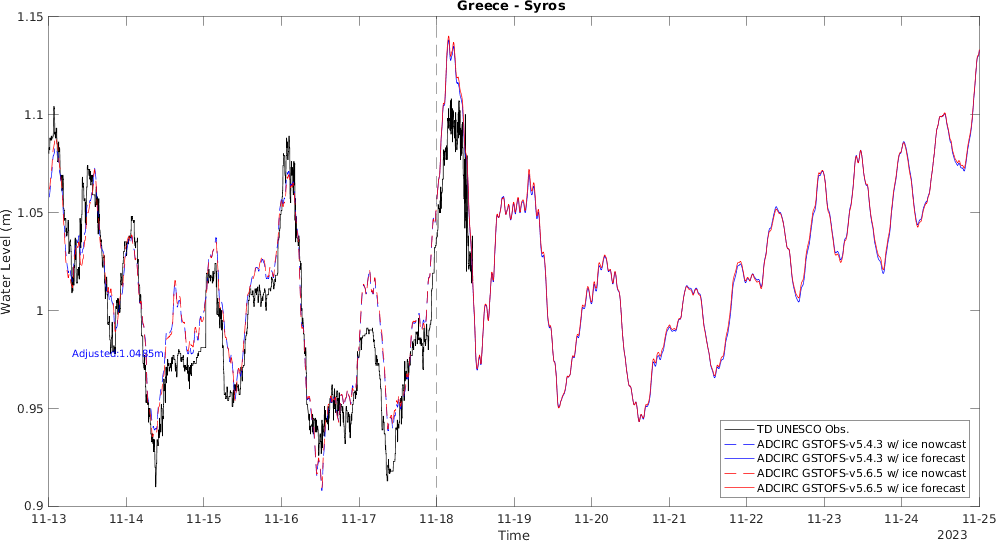 Greece - Syros
1.15
1.1
1.05
1
0.95
0.9
Water Level (m)
Adjusted:1.0485m
TD UNESCO Obs.
ADCIRC GSTOFS-v5.4.3 w/ ice nowcast
ADCIRC GSTOFS-v5.4.3 w/ ice forecast
ADCIRC GSTOFS-v5.6.5 w/ ice nowcast
ADCIRC GSTOFS-v5.6.5 w/ ice forecast
11-13 11-14 11-15 11-16 11-17 11-18 11-19 11-20 11-21 11-22 11-23 11-24 11-25
Time
2023